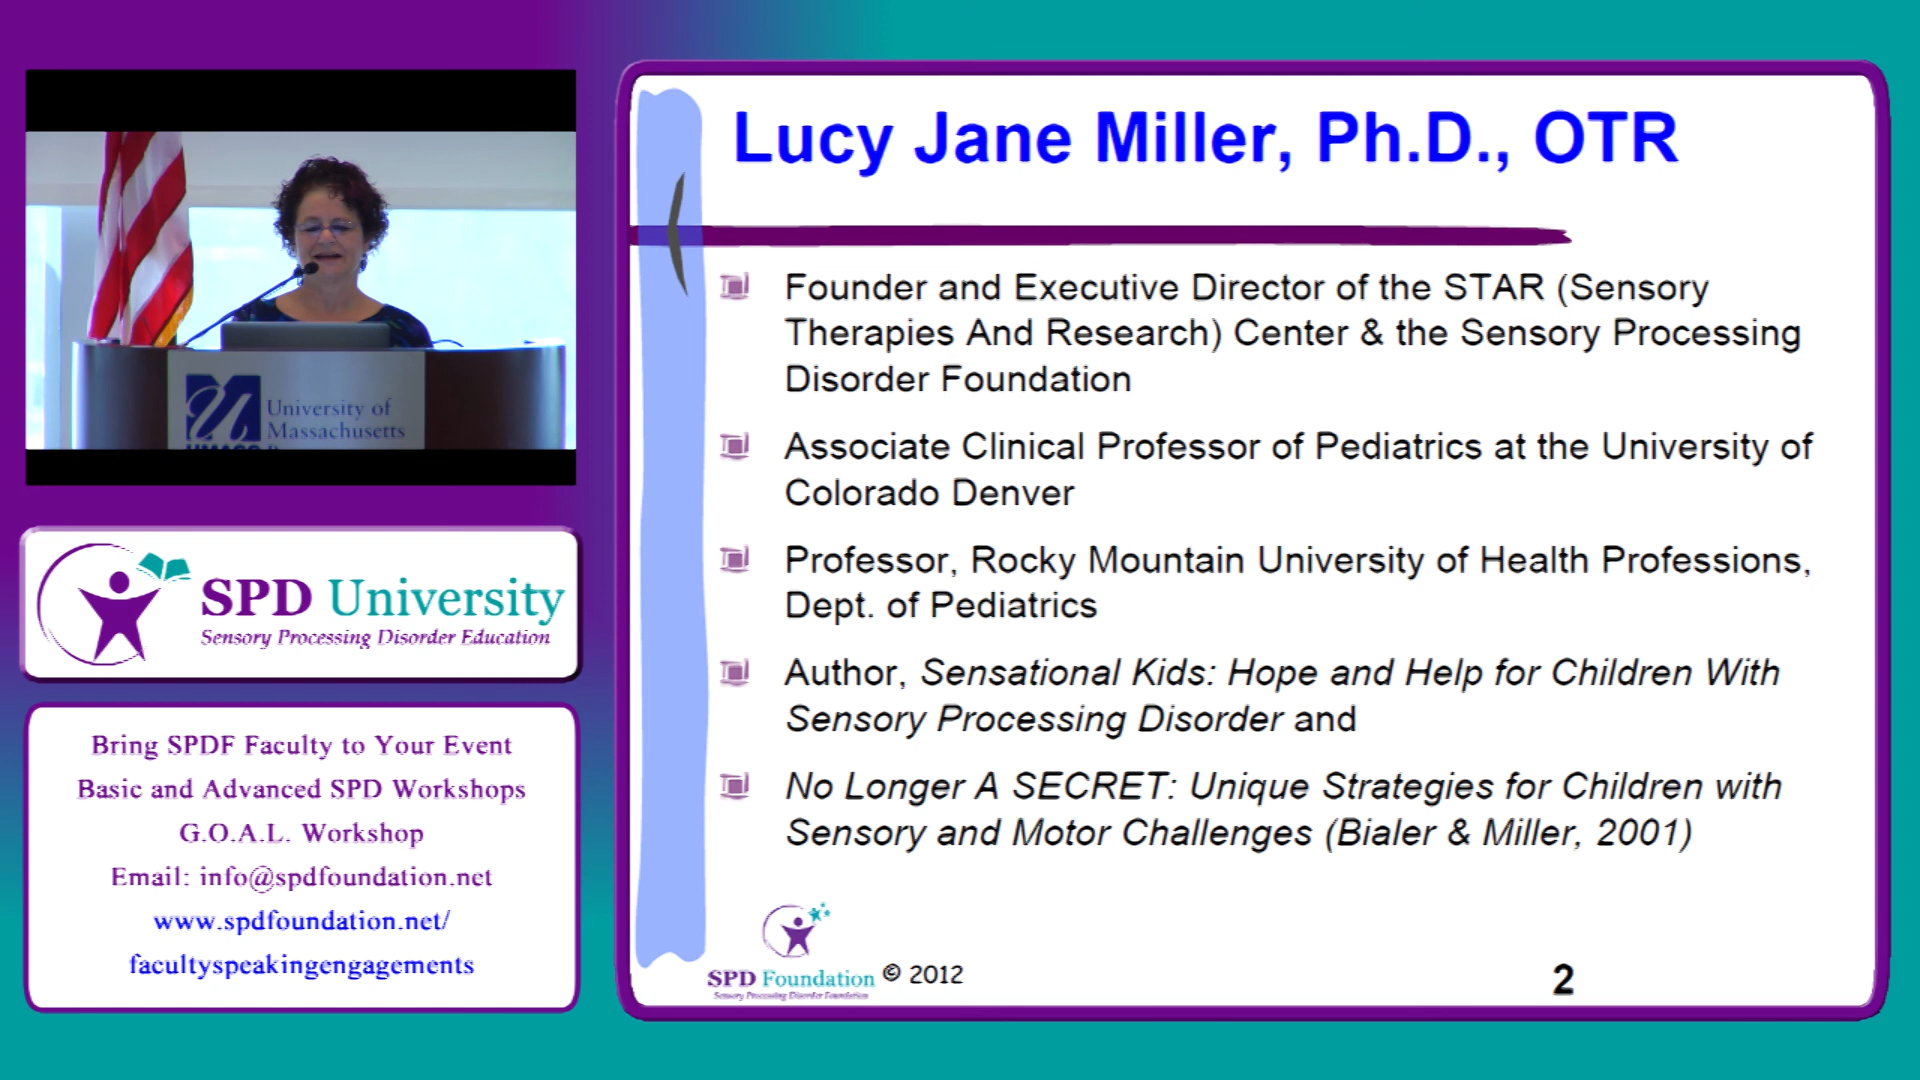 University of
Massachusetts
UMASS
SPD University
Sensory Processing Disorder Education
Bring SPDF Faculty to Your Event
Basic and Advanced SPD Workshops
G.O.A.L. Workshop
Email: info@spdfoundation.net
www.spdfoundation.net/
facultyspeakingengagements
Lucy Jane Miller, Ph.D., OTR
Founder and Executive Director of the STAR (Sensory
Therapies And Research) Center & the Sensory Processing
Disorder Foundation
Associate Clinical Professor of Pediatrics at the University of
Colorado Denver
Professor, Rocky Mountain University of Health Professions,
Dept. of Pediatrics
Author, Sensational Kids: Hope and Help for Children With
Sensory Processing Disorder and
No Longer A SECRET: Unique Strategies for Children with
Sensory and Motor Challenges (Bialer & Miller, 2001)
SPD Foundation © 2012
Sensory Processing Disorder Foundation
2